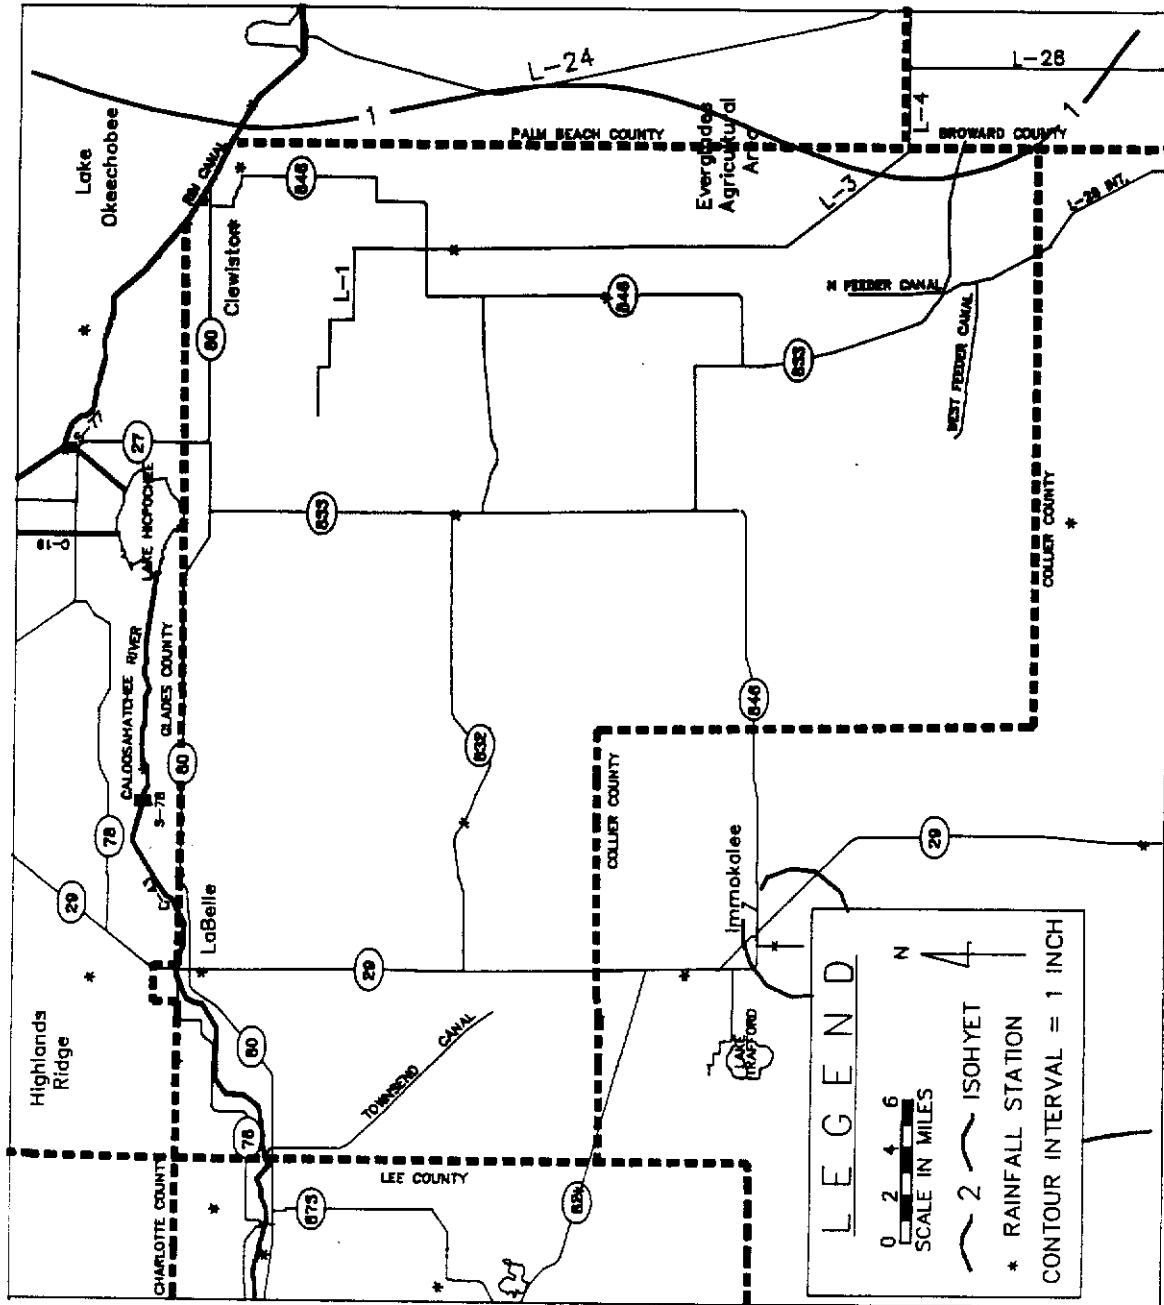 Highlands
Ridge
Lake
Okeechobee
29
78
CALOOSAHATCHEE RIVER
S-78
GLADES COUNTY
LAKE HICPOCHEE
27
S-77
RIM CANAL
CHARLOTTE COUNTY
LaBelle
80
80
80
Clewiston
846
PALM BEACH COUNTY
1
L-24
78
873
LEE COUNTY
TOWNSEND CANAL
29
833
L-1
832
846
Everglades
Agricultural
Area
L-3
L-4
L-28
BROWARD COUNTY
1
COLLIER COUNTY
846
833
N FEEDER CANAL
WEST FEEDER CANAL
L-28 INT.
COLLIER COUNTY
LAKE
TRAFFORD
Immokalee
29
LEGEND
0 2 4 6
SCALE IN MILES
N
2 ISOHYET
* RAINFALL STATION
CONTOUR INTERVAL = 1 INCH